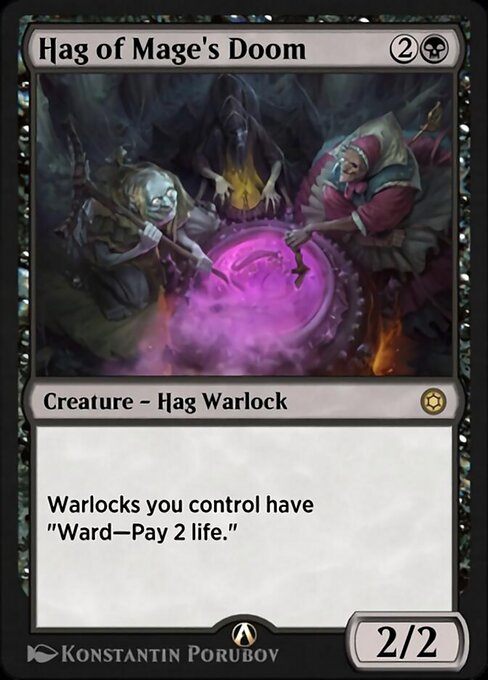 Hag of Mage's Doom 2
Creature – Hag Warlock
Warlocks you control have
"Ward—Pay 2 life."
2/2
Konstantin Porubov